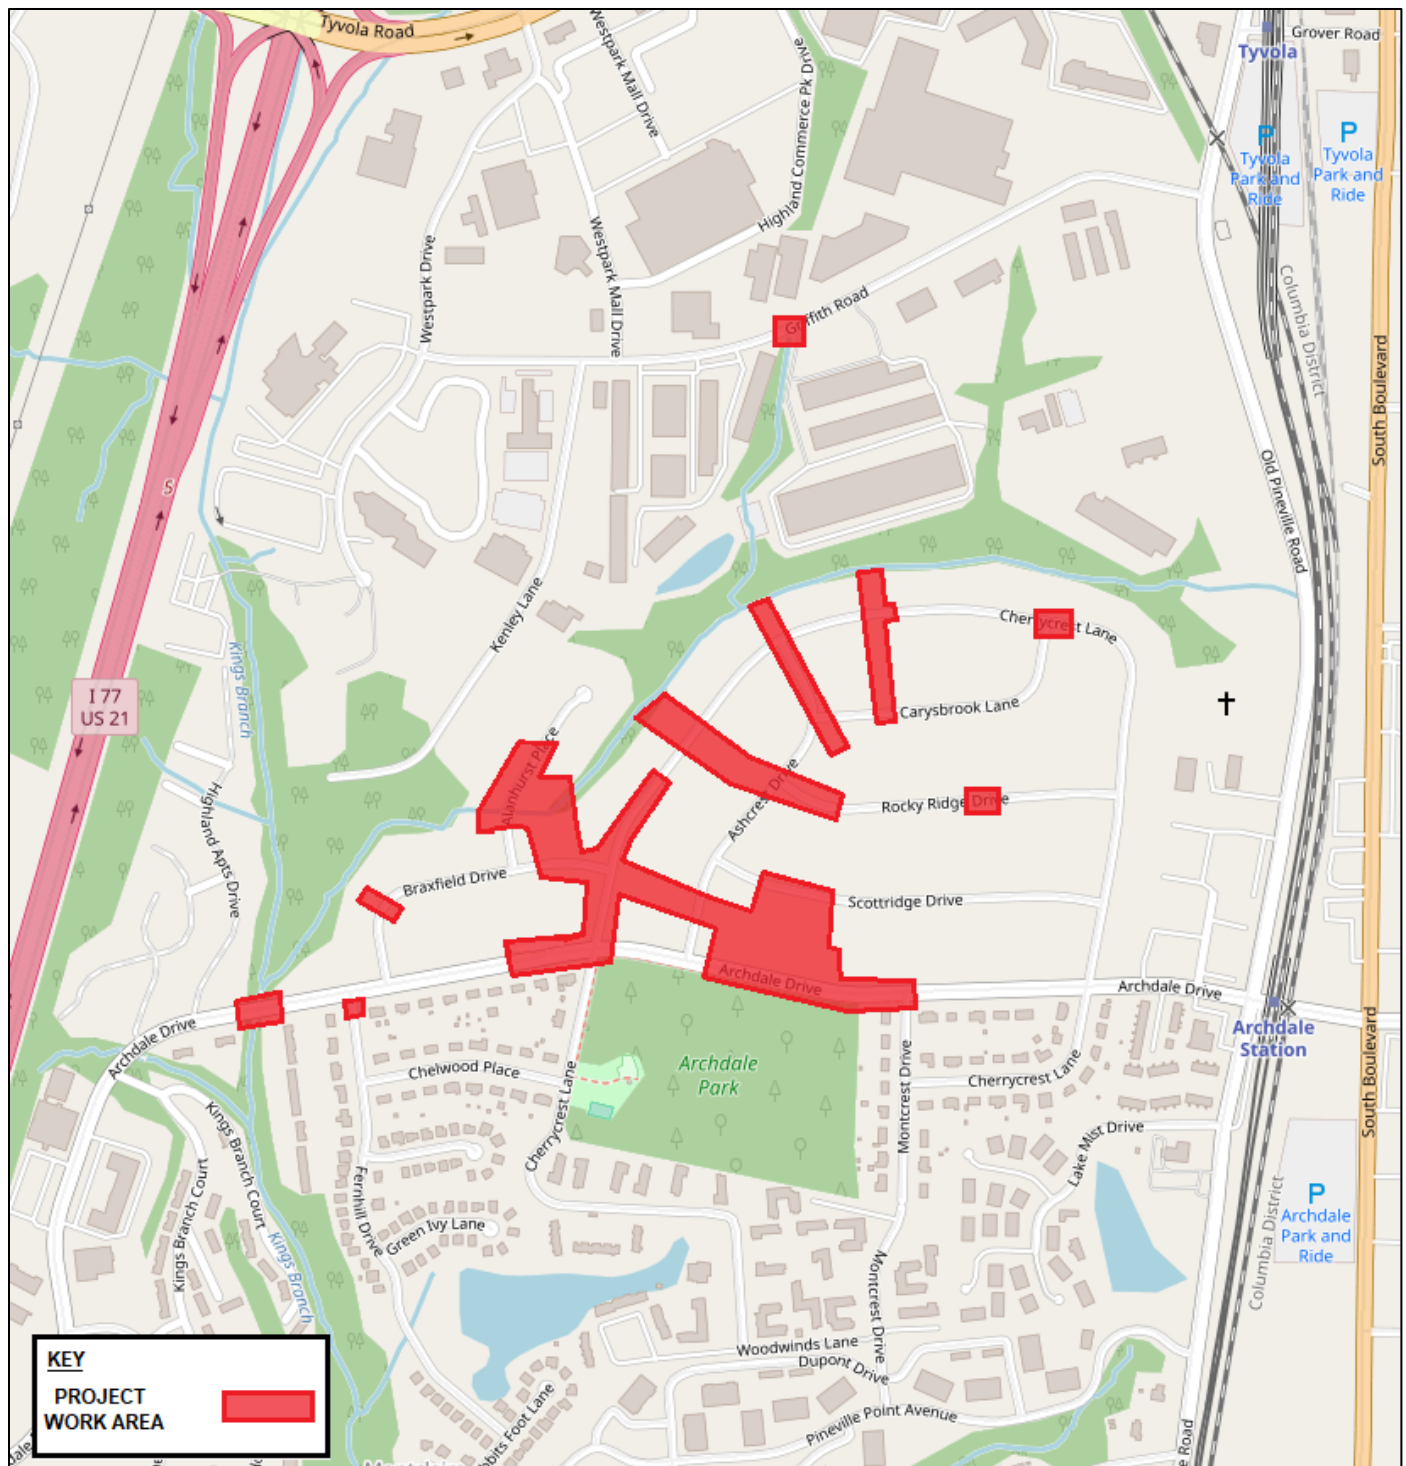 Tyvola Road
Westpark Mall Drive
Highland Commerce Pk Drive
Tyvola
Grover Road
P
Tyvola
Park and
Ride
P
Tyvola
Park and
Ride
Westpark Drive
Westpark Mall Drive
Griffith Road
Columbia District
South Boulevard
Old Pineville Road
S
Kenley Lane
Kings Branch
I 77
US 21
Cherrycrest Lane
Carysbrook Lane
Alanhurst Place
Ashcrest Drive
Rocky Ridge Drive
Highland Apts Drive
Braxfield Drive
Scottridge Drive
Archdale Drive
Archdale Drive
Archdale Drive
Archdale
Station
South Boulevard
Archdale
Park
Chelwood Place
Cherrycrest Lane
Montcrest Drive
Cherrycrest Lane
Lake Mist Drive
Kings Branch Court
Kings Branch Court
Kings Branch
Fernhill Drive
Green Ivy Lane
P
Archdale
Park and
Ride
Columbia District
Montcrest Drive
Woodwinds Lane
Dupont Drive
Pineville Point Avenue
KEY
PROJECT
WORK AREA
Foot Lane
e Road